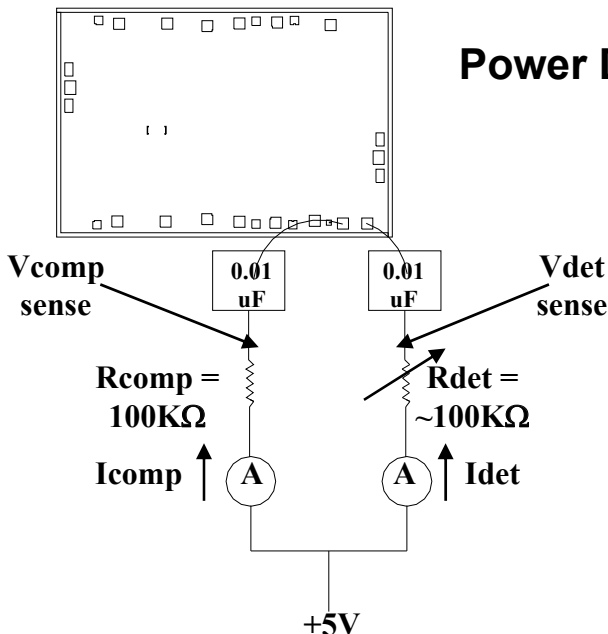 Power
0.01
uF
0.01
uF
Vcomp
sense
Vdet
sense
Rcomp =
100KΩ
Rdet =
~100KΩ
Icomp
A
A
Idet
+5V